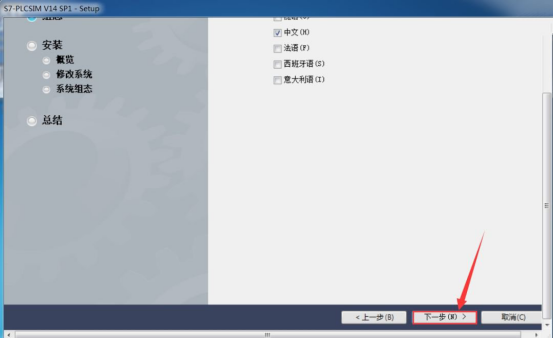 S7-PLCSIM V14 SP1 - Setup
中文(H)
安装
法语(F)
概览
西班牙语(S)
修改系统
意大利语(I)
系统组态
总结
< 上一步(B)
下一步(N) >
取消(C)